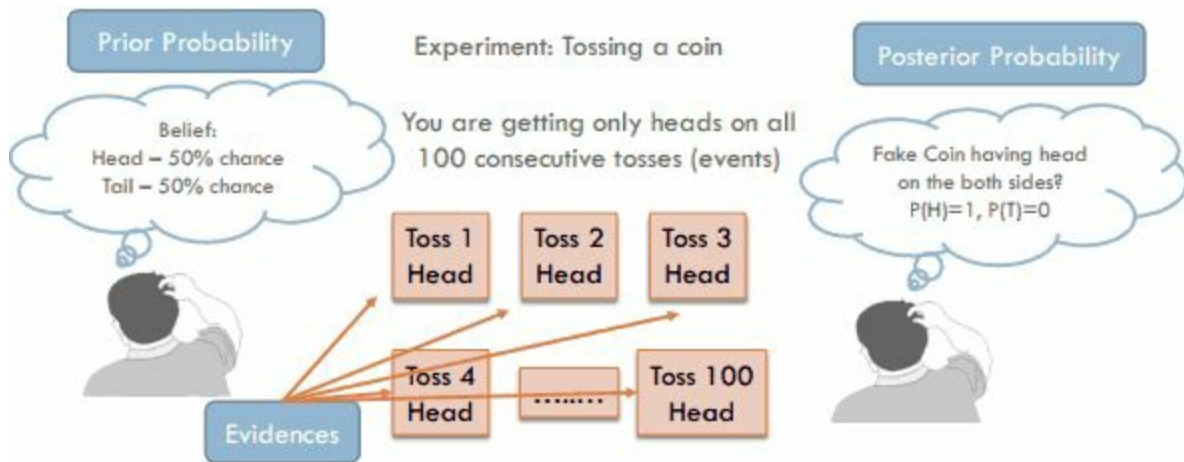 Prior Probability
Experiment: Tossing a coin
Posterior Probability
Belief:
Head – 50% chance
Tail – 50% chance
You are getting only heads on all
100 consecutive tosses (events)
Fake Coin having head
on the both sides?
P(H)=1, P(T)=0
Toss 1
Head
Toss 2
Head
Toss 3
Head
Toss 4
Head
........
Toss 100
Head
Evidences